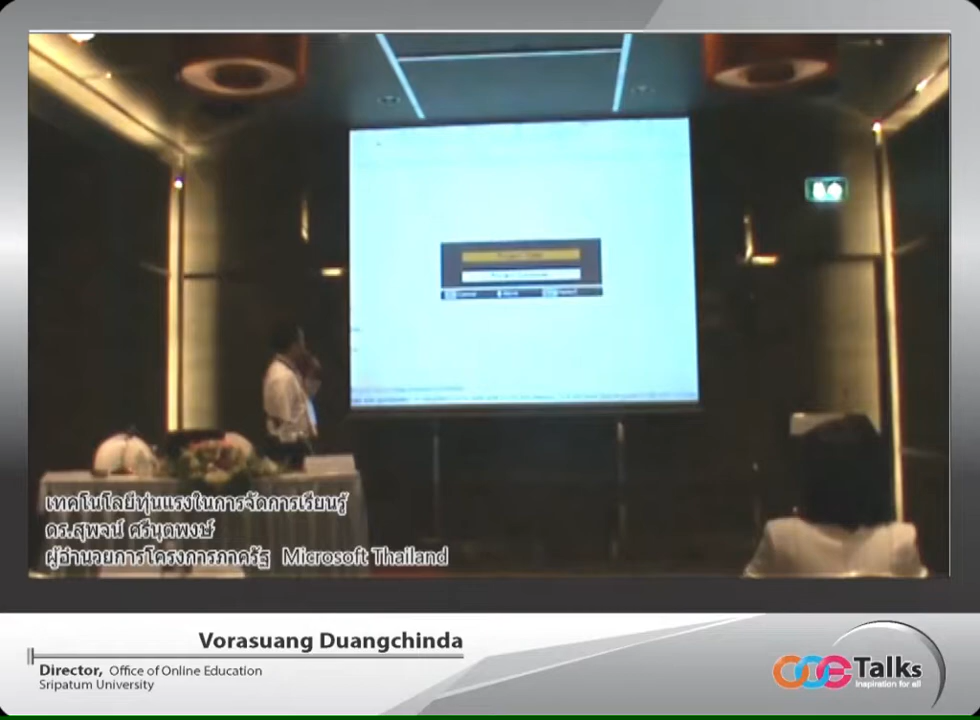 เทคโนโลยีทุ่นแรงในการจัดการเรียนรู้
ดร.สุพจน์ ศรีนุตพงษ์
ผู้อำนวยการโครงการภาครัฐ Microsoft Thailand
Vorasuang Duangchinda
Director, Office of Online Education
Sripatum University
Talks
Inspiration for all